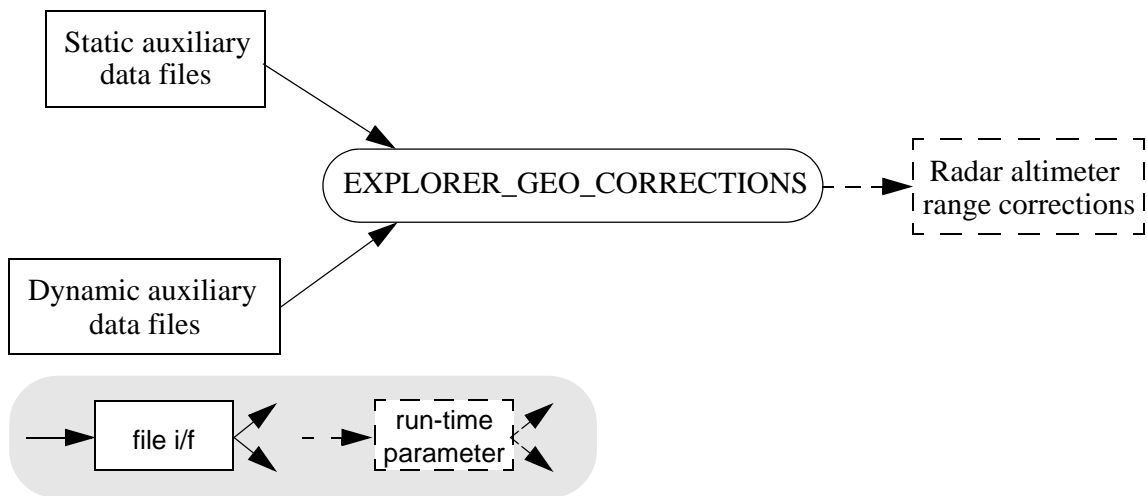 Static auxiliary
data files
EXPLORER_GEO_CORRECTIONS
Radar altimeter
range corrections
Dynamic auxiliary
data files
file i/f
run-time
parameter